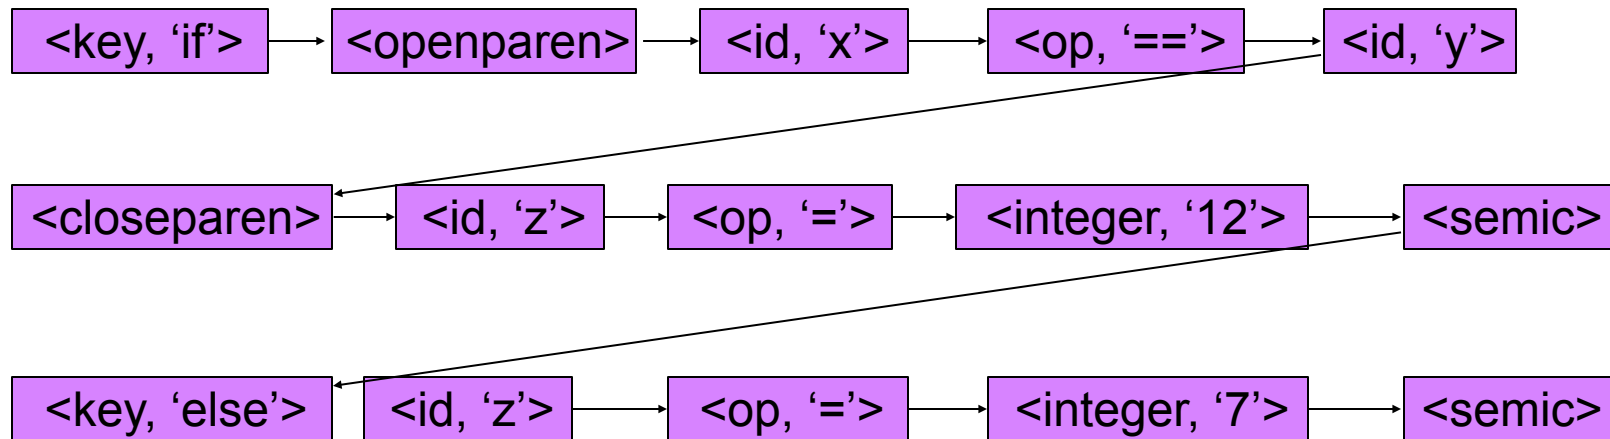 <key, ‘if’> <openparen> <id, ‘x’> <op, ‘==’> <id, ‘y’>
<closeparen> <id, ‘z’> <op, ‘=’> <integer, ‘12’> <semic>
<key, ‘else’> <id, ‘z’> <op, ‘=’> <integer, ‘7’> <semic>